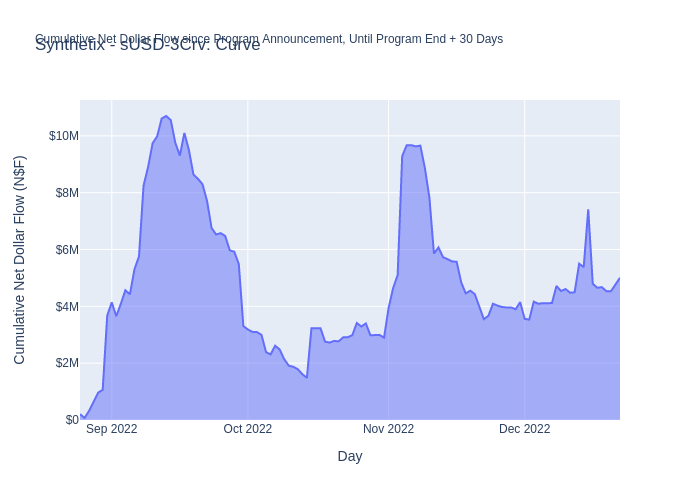 Cumulative Net Dollar Flow since Program Announcement, Until Program End + 30 Days
Synthetix - sUSD-3Crv: Curve
Cumulative Net Dollar Flow (N$F)
$10M
$8M
$6M
$4M
$2M
$0
Sep 2022
Oct 2022
Nov 2022
Dec 2022
Day